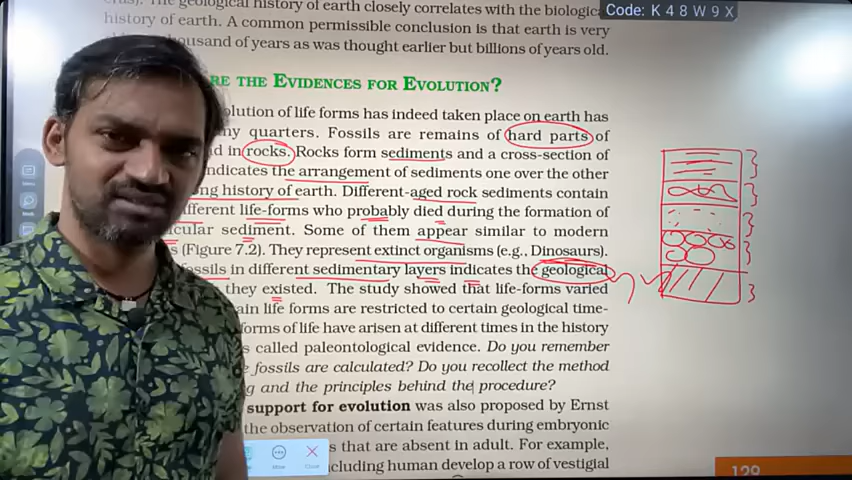 The geological history of earth closely correlates with the biologica
Code: K 4 8 W 9 X
history of earth. A common permissible conclusion is that earth is very
thousand of years as was thought earlier but billions of years old.
RE THE EVIDENCES FOR EVOLUTION?
olution of life forms has indeed taken place on earth has
ny quarters. Fossils are remains of hard parts of
d in rocks. Rocks form sediments and a cross-section of
indicates the arrangement of sediments one over the other
ng history of earth. Different-aged rock sediments contain
fferent life-forms who probably died during the formation of
cular sediment. Some of them appear similar to modern
s (Figure 7.2). They represent extinct organisms (e.g., Dinosaurs).
ossils in different sedimentary layers indicates the geological
they existed. The study showed that life-forms varied
ain life forms are restricted to certain geological time-
forms of life have arisen at different times in the history
s called paleontological evidence. Do you remember
e fossils are calculated? Do you recollect the method
g and the principles behind the procedure?
support for evolution was also proposed by Ernst
the observation of certain features during embryonic
s that are absent in adult. For example,
cluding human develop a row of vestigial
More
Close
129